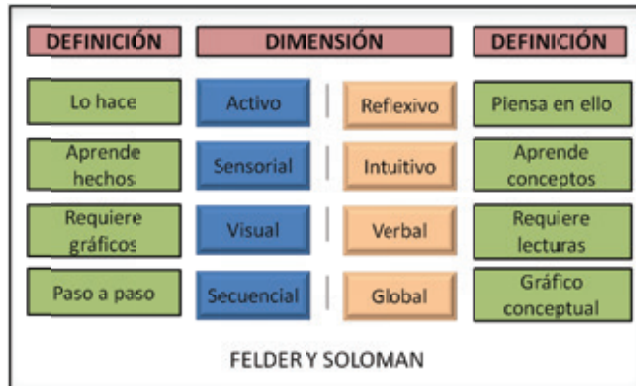 DEFINICIÓN DIMENSIÓN DEFINICIÓN
Lo hace Activo Reflexivo Piensa en ello
Aprende hechos Sensorial Intuitivo Aprende conceptos
Requiere gráficos Visual Verbal Requiere lecturas
Paso a paso Secuencial Global Gráfico conceptual
FELDER Y SOLOMAN